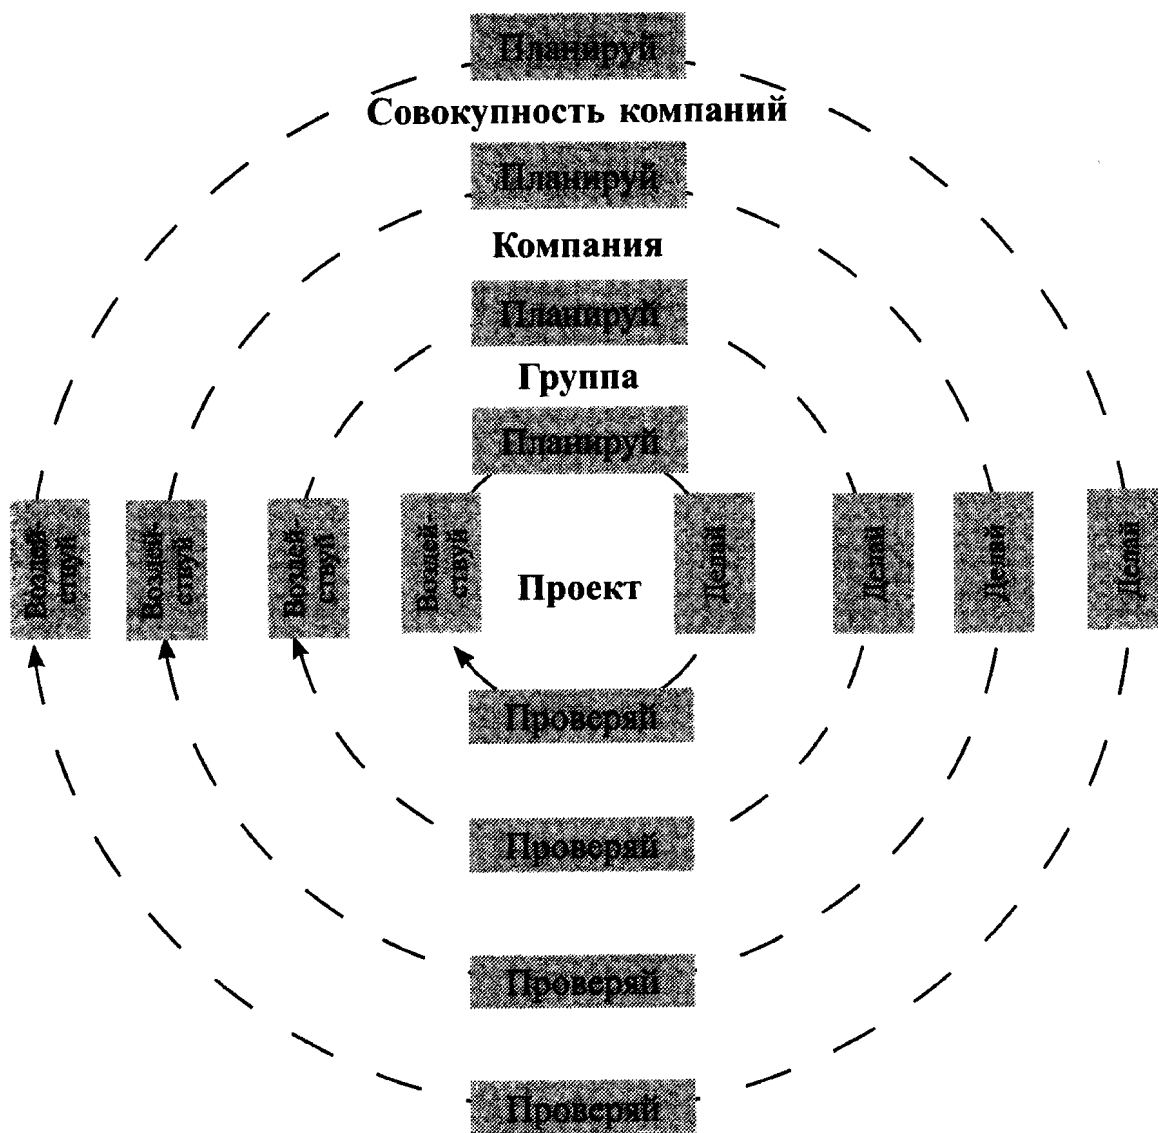 Планируй
Совокупность компаний
Планируй
Компания
Планируй
Группа
Планируй
Воздей-
ствуй
Воздей-
ствуй
Воздей-
ствуй
Воздей-
ствуй
Проект
Делай
Делай
Делай
Делай
Проверяй
Проверяй
Проверяй
Проверяй